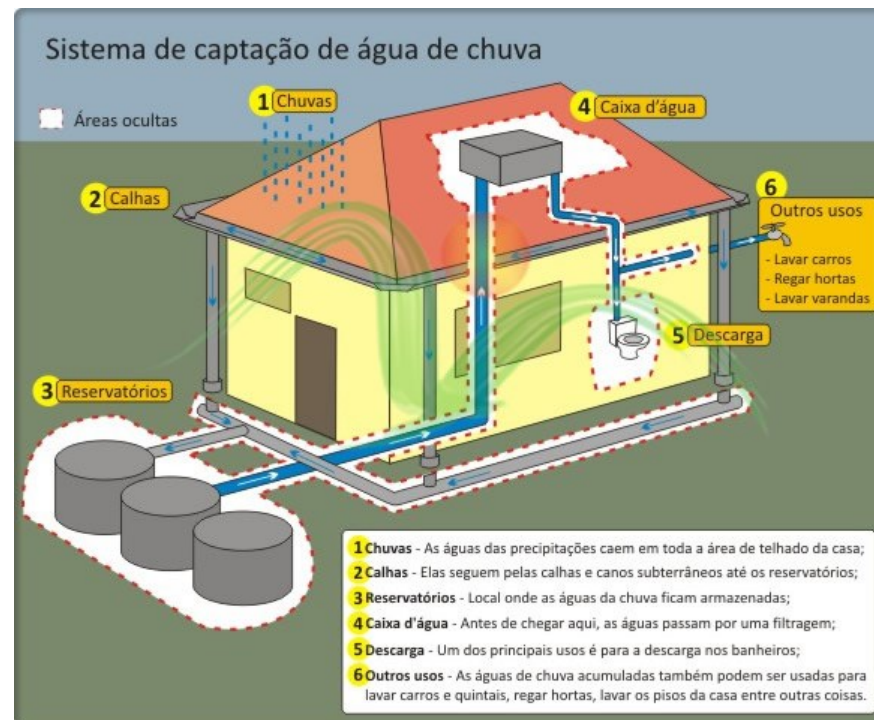 Sistema de captação de água de chuva
Áreas ocultas
1 Chuvas
4 Caixa d'água
2 Calhas
6
Outros usos
- Lavar carros
- Regar hortas
- Lavar varandas
5 Descarga
3 Reservatórios
1 Chuvas - As águas das precipitações caem em toda a área de telhado da casa;
2 Calhas - Elas seguem pelas calhas e canos subterrâneos até os reservatórios;
3 Reservatórios - Local onde as águas da chuva ficam armazenadas;
4 Caixa d'água - Antes de chegar aqui, as águas passam por uma filtragem;
5 Descarga - Um dos principais usos é para a descarga nos banheiros;
6 Outros usos - As águas de chuva acumuladas também podem ser usadas para
lavar carros e quintais, regar hortas, lavar os pisos da casa entre outras coisas.